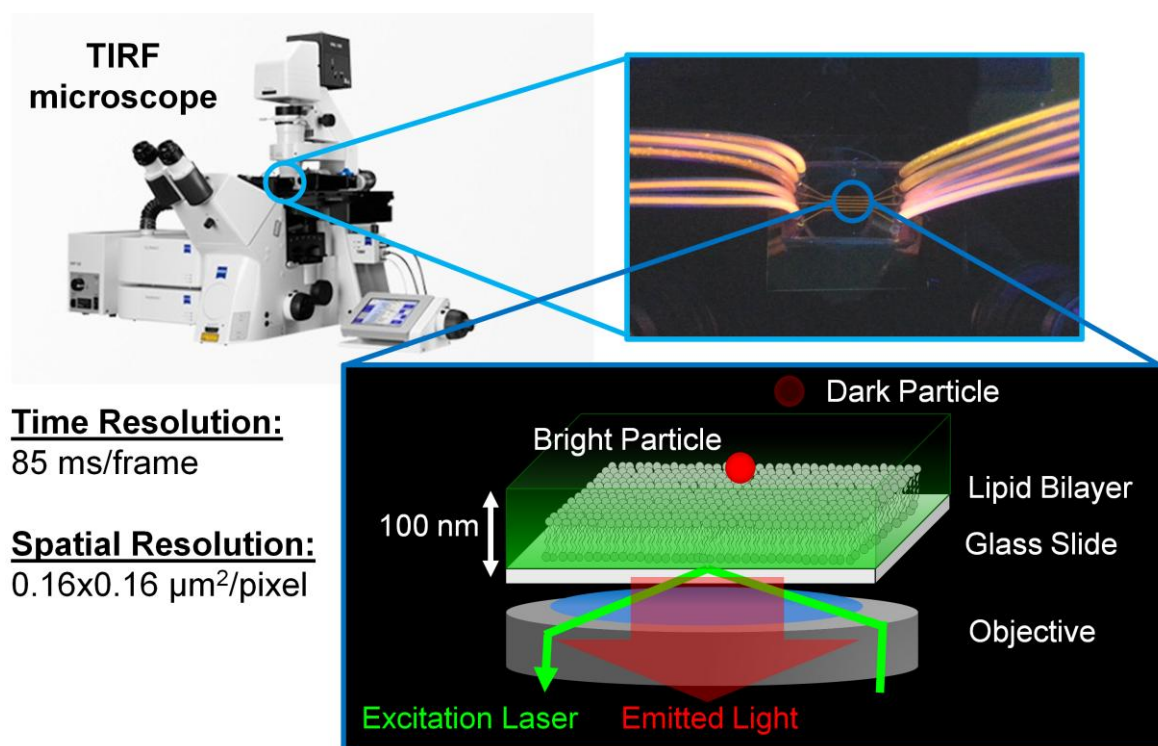 TIRF
microscope
Time Resolution:
85 ms/frame
Spatial Resolution:
0.16x0.16 µm²/pixel
Dark Particle
Bright Particle
Lipid Bilayer
100 nm
Glass Slide
Objective
Excitation Laser
Emitted Light